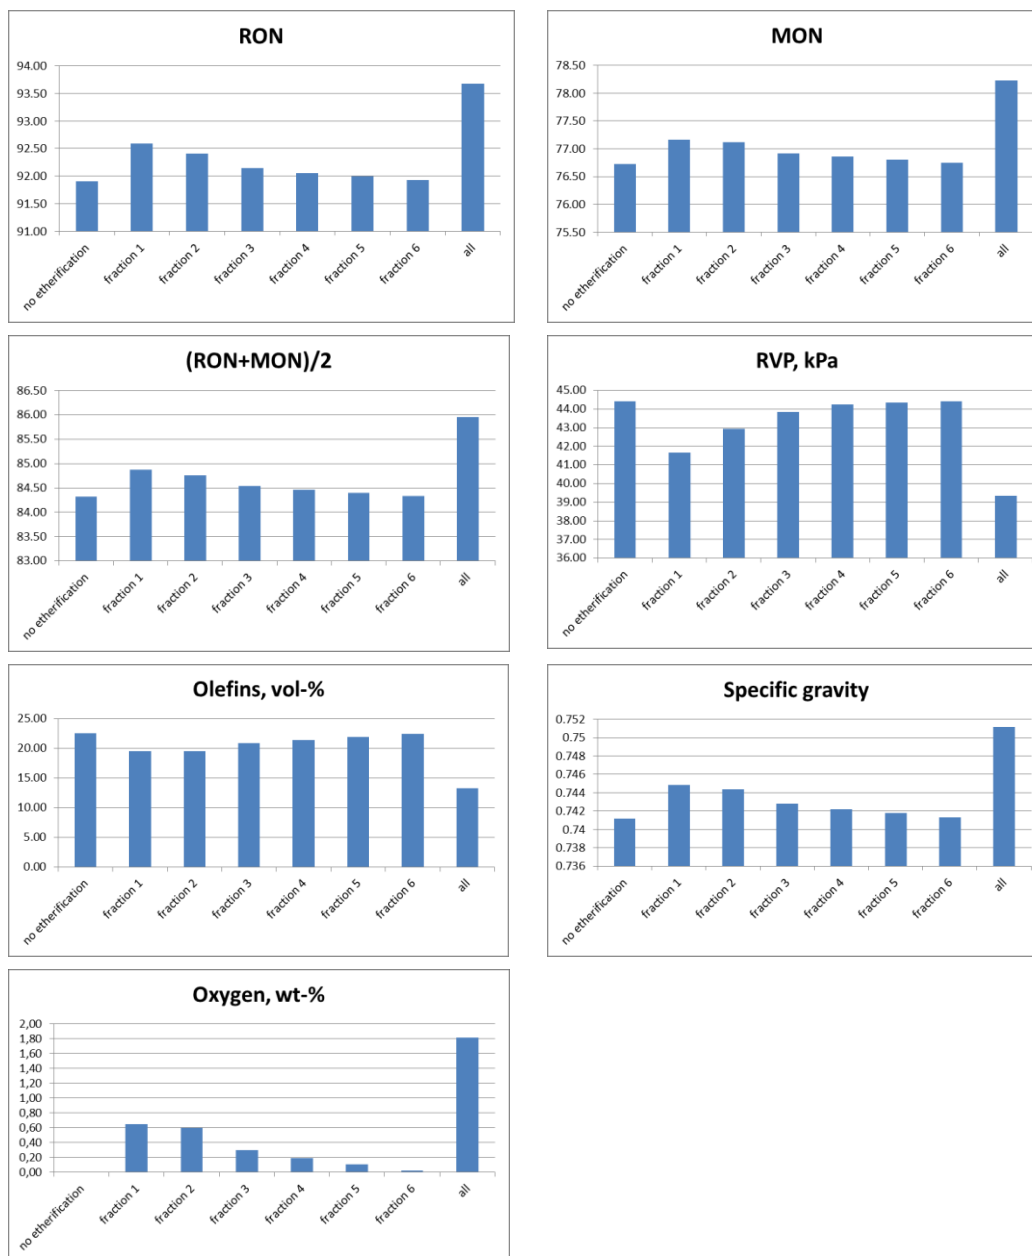 RON
94.00
93.50
93.00
92.50
92.00
91.50
91.00
no etherification
fraction 1
fraction 2
fraction 3
fraction 4
fraction 5
fraction 6
all
MON
78.50
78.00
77.50
77.00
76.50
76.00
75.50
no etherification
fraction 1
fraction 2
fraction 3
fraction 4
fraction 5
fraction 6
all
(RON+MON)/2
86.50
86.00
85.50
85.00
84.50
84.00
83.50
83.00
no etherification
fraction 1
fraction 2
fraction 3
fraction 4
fraction 5
fraction 6
all
RVP, kPa
45.00
44.00
43.00
42.00
41.00
40.00
39.00
38.00
37.00
36.00
no etherification
fraction 1
fraction 2
fraction 3
fraction 4
fraction 5
fraction 6
all
Olefins, vol-%
25.00
20.00
15.00
10.00
5.00
0.00
no etherification
fraction 1
fraction 2
fraction 3
fraction 4
fraction 5
fraction 6
all
Specific gravity
0.752
0.75
0.748
0.746
0.744
0.742
0.74
0.738
0.736
no etherification
fraction 1
fraction 2
fraction 3
fraction 4
fraction 5
fraction 6
all
Oxygen, wt-%
2,00
1,80
1,60
1,40
1,20
1,00
0,80
0,60
0,40
0,20
0,00
no etherification
fraction 1
fraction 2
fraction 3
fraction 4
fraction 5
fraction 6
all